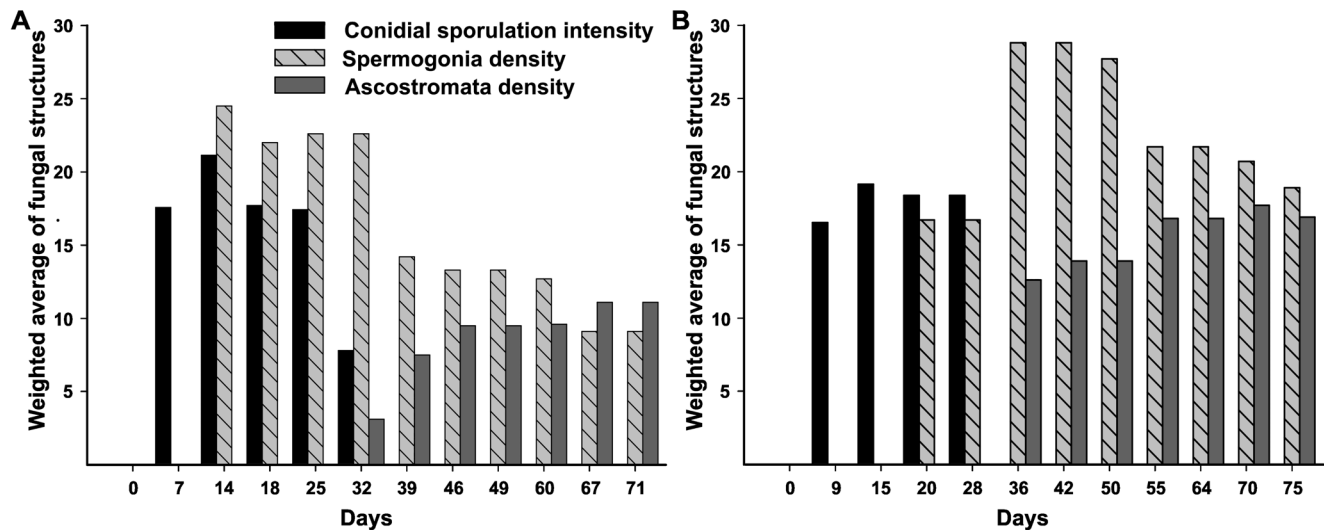 A
Weighted average of fungal structures
30
25
20
15
10
5
Conidial sporulation intensity
Spermogonia density
Ascostromata density
0 7 14 18 25 32 39 46 49 60 67 71
Days
B
Weighted average of fungal structures
30
25
20
15
10
5
0 9 15 20 28 36 42 50 55 64 70 75
Days